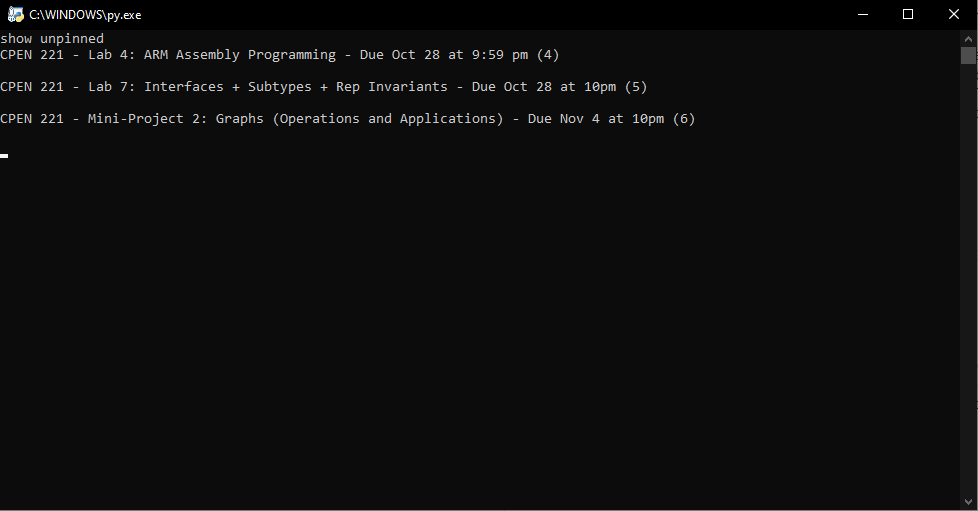 C:\WINDOWS\py.exe
show unpinned
CPEN 221 - Lab 4: ARM Assembly Programming - Due Oct 28 at 9:59 pm (4)
CPEN 221 - Lab 7: Interfaces + Subtypes + Rep Invariants - Due Oct 28 at 10pm (5)
CPEN 221 - Mini-Project 2: Graphs (Operations and Applications) - Due Nov 4 at 10pm (6)